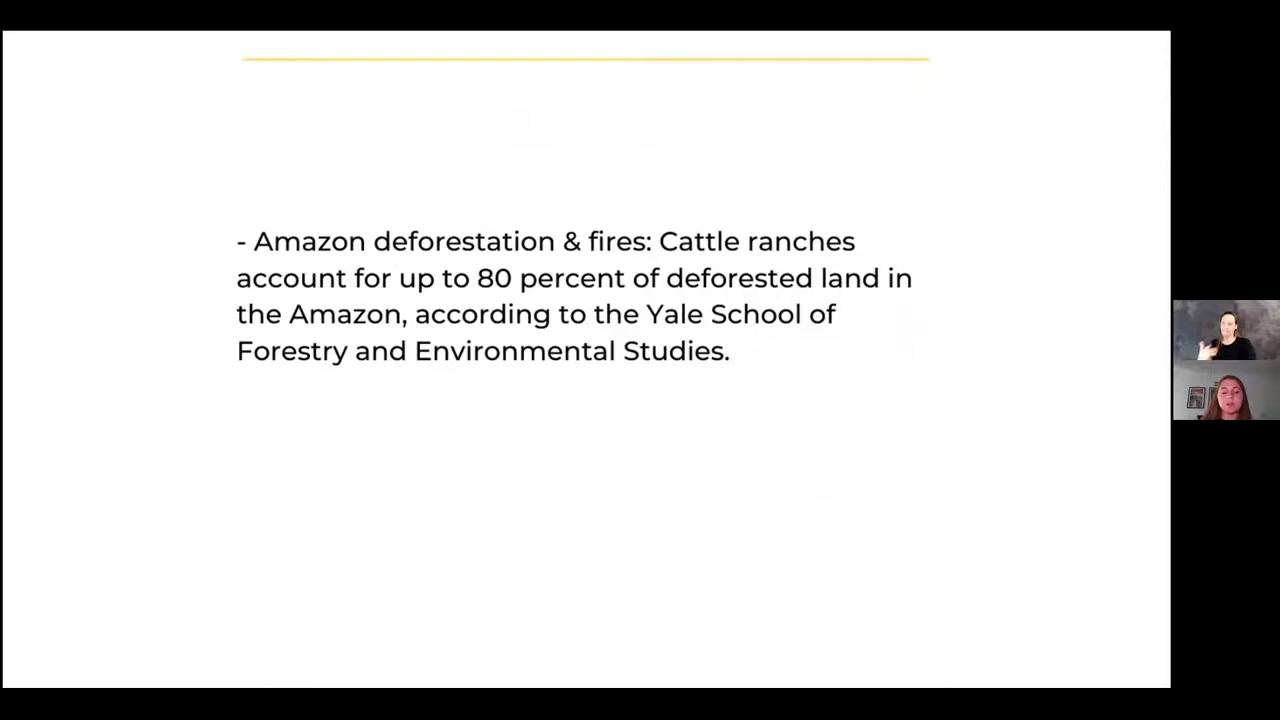 - Amazon deforestation & fires: Cattle ranches
account for up to 80 percent of deforested land in
the Amazon, according to the Yale School of
Forestry and Environmental Studies.